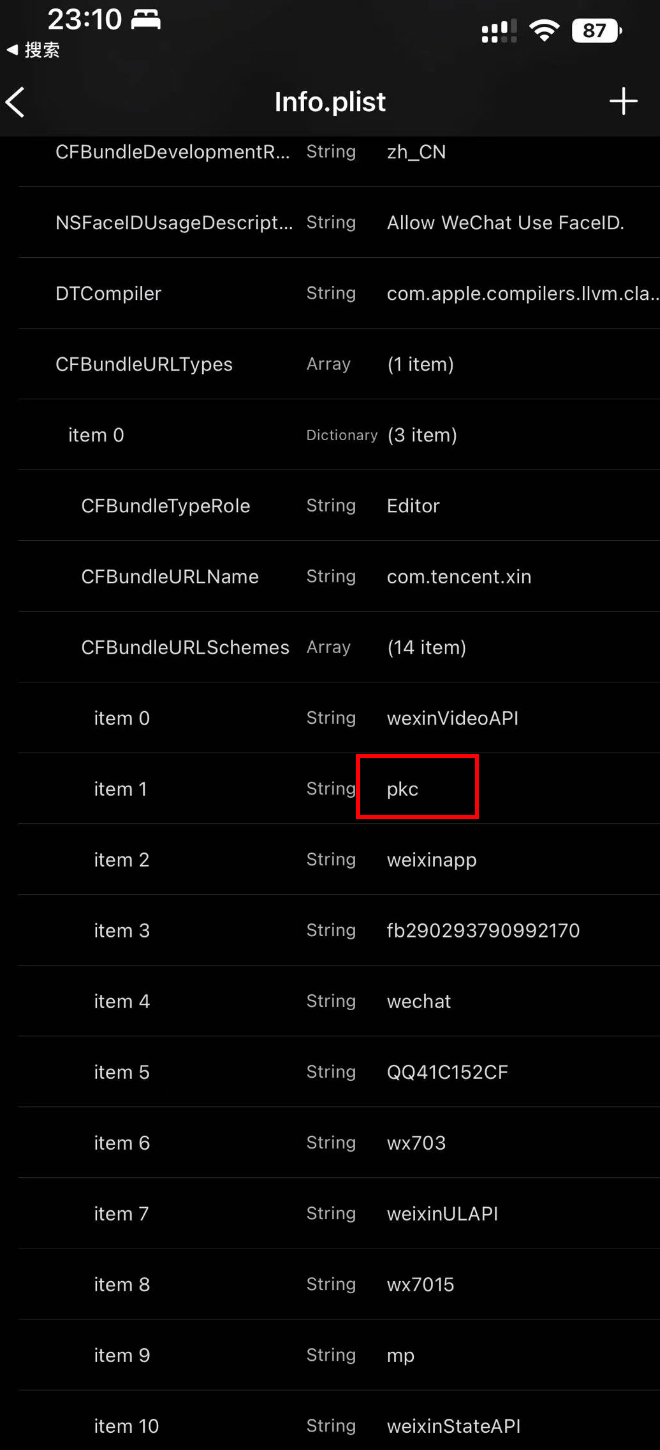 23:10
87
◀ 搜索
Info.plist
CFBundleDevelopmentR... String zh_CN
NSFaceIDUsageDescript... String Allow WeChat Use FaceID.
DTCompiler String com.apple.compilers.llvm.cla...
CFBundleURLTypes Array (1 item)
item 0 Dictionary (3 item)
CFBundleTypeRole String Editor
CFBundleURLName String com.tencent.xin
CFBundleURLSchemes Array (14 item)
item 0 String wexinVideoAPI
item 1 String pkc
item 2 String weixinapp
item 3 String fb290293790992170
item 4 String wechat
item 5 String QQ41C152CF
item 6 String wx703
item 7 String weixinULAPI
item 8 String wx7015
item 9 String mp
item 10 String weixinStateAPI